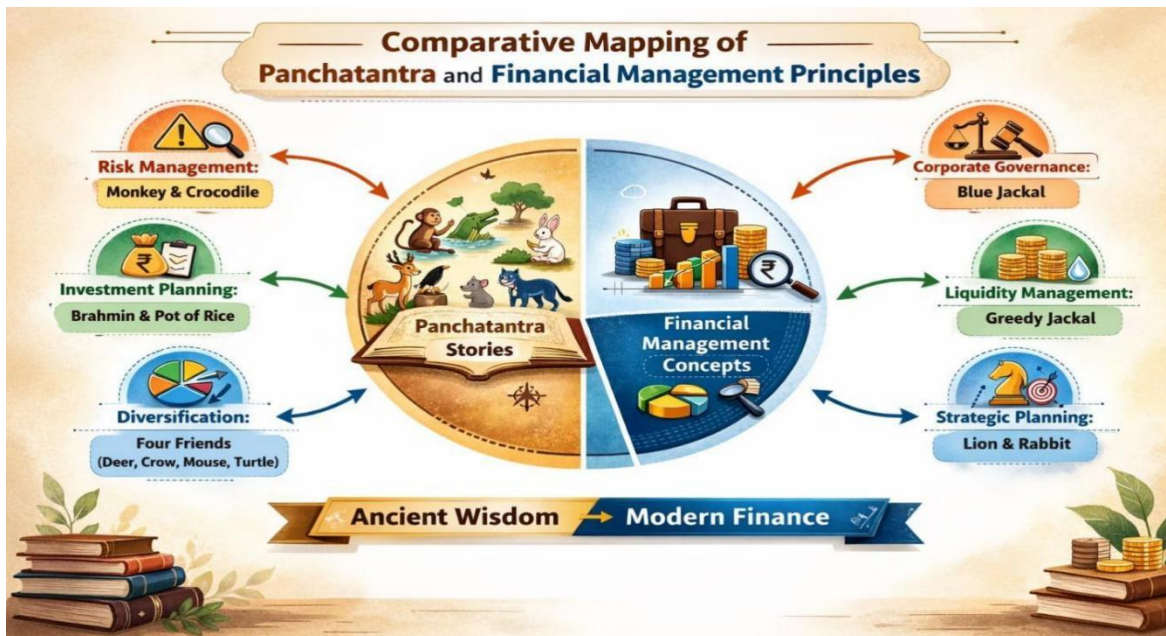 Comparative Mapping of
Panchatantra and Financial Management Principles
Risk Management:
Monkey & Crocodile
Investment Planning:
Brahmin & Pot of Rice
Diversification:
Four Friends
(Deer, Crow, Mouse, Turtle)
₹
Panchatantra
Stories
₹
Financial
Management
Concepts
Corporate Governance:
Blue Jackal
Liquidity Management:
Greedy Jackal
Strategic Planning:
Lion & Rabbit
Ancient Wisdom → Modern Finance